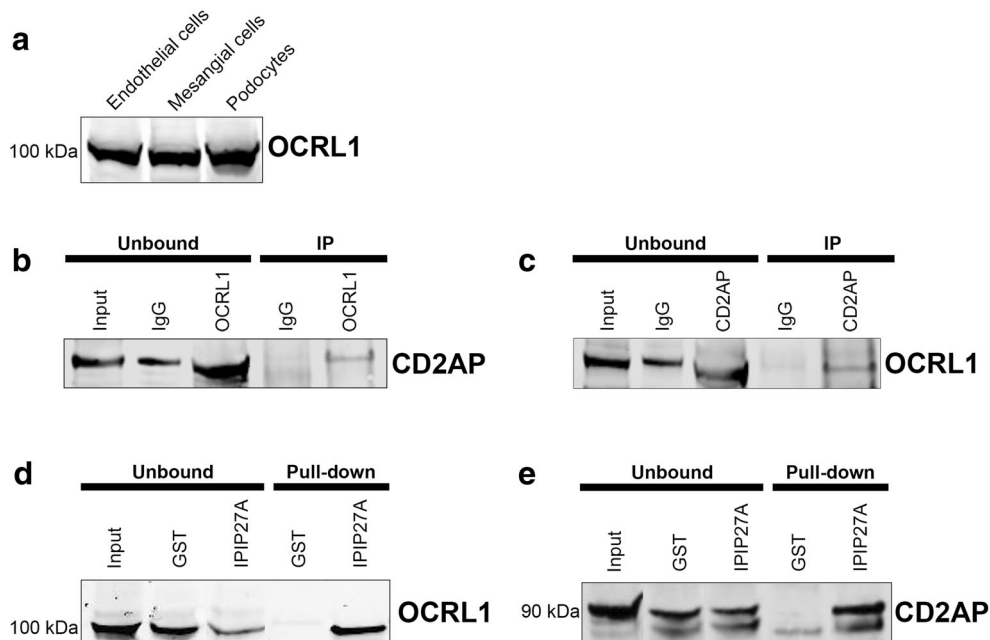 a
Endothelial cells
Mesangial cells
Podocytes
100 kDa
OCRL1
b
Unbound
IP
Input
IgG
OCRL1
IgG
OCRL1
CD2AP
c
Unbound
IP
Input
IgG
CD2AP
IgG
CD2AP
OCRL1
d
Unbound
Pull-down
Input
GST
IPIP27A
GST
IPIP27A
100 kDa
OCRL1
e
Unbound
Pull-down
Input
GST
IPIP27A
GST
IPIP27A
90 kDa
CD2AP